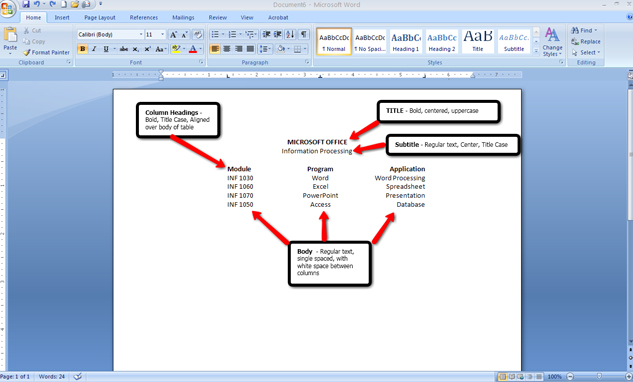 Document6 - Microsoft Word
Home Insert Page Layout References Mailings Review View Acrobat
Paste
Cut
Copy
Format Painter
Clipboard
Calibri (Body) 11
Font
Paragraph
AaBbCcDc AaBbCcDc AaBbCc AaBbCc AaB AaBbCc.
¶ Normal ¶ No Spaci... Heading 1 Heading 2 Title Subtitle
Change
Styles
Styles
Find
Replace
Select
Editing
Column Headings -
Bold, Title Case, Aligned
over body of table
TITLE - Bold, centered, uppercase
Subtitle - Regular text, Center, Title Case
MICROSOFT OFFICE
Information Processing
Module Program Application
INF 1030 Word Word Processing
INF 1060 Excel Spreadsheet
INF 1070 PowerPoint Presentation
INF 1050 Access Database
Body - Regular text,
single spaced, with
white space between
columns
Page: 1 of 1 Words: 24 100%